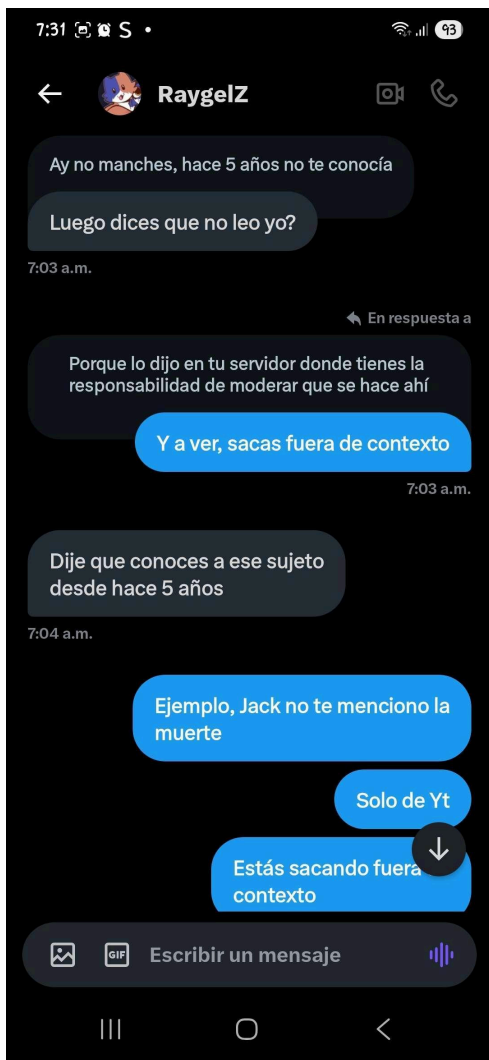 7:31 S •
93
RaygelZ
Ay no manches, hace 5 años no te conocía
Luego dices que no leo yo?
7:03 a.m.
En respuesta a
Porque lo dijo en tu servidor donde tienes la
responsabilidad de moderar que se hace ahí
Y a ver, sacas fuera de contexto
7:03 a.m.
Dije que conoces a ese sujeto
desde hace 5 años
7:04 a.m.
Ejemplo, Jack no te menciono la
muerte
Solo de Yt
Estás sacando fuera
contexto
GIF
Escribir un mensaje